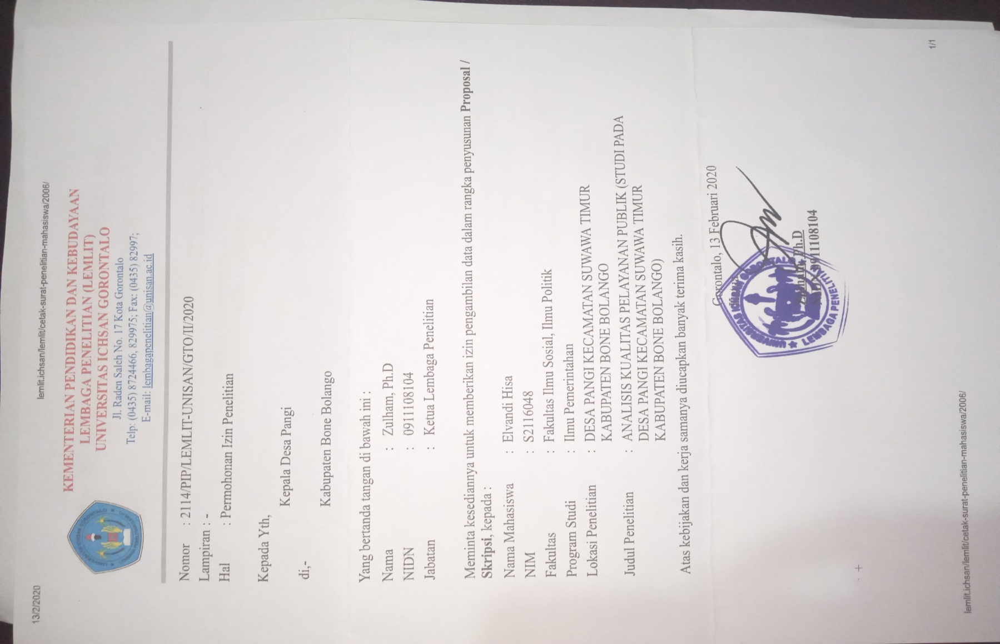 13/2/2020 lemlit.ichsan/lemlit/cetak-surat-penelitian-mahasiswa/2006/
KEMENTERIAN PENDIDIKAN DAN KEBUDAYAAN
LEMBAGA PENELITIAN (LEMLIT)
UNIVERSITAS ICHSAN GORONTALO
Jl. Raden Saleh No. 17 Kota Gorontalo
Telp: (0435) 8724466, 829975; Fax: (0435) 82997;
E-mail: lembagapenelitian@unisan.ac.id
Nomor : 2114/PIP/LEMLIT-UNISAN/GTO/II/2020
Lampiran : -
Hal : Permohonan Izin Penelitian
Kepada Yth,
Kepala Desa Pangi
di,-
Kabupaten Bone Bolango
Yang bertanda tangan di bawah ini :
Nama : Zulham, Ph.D
NIDN : 0911108104
Jabatan : Ketua Lembaga Penelitian
Meminta kesediannya untuk memberikan izin pengambilan data dalam rangka penyusunan Proposal /
Skripsi, kepada :
Nama Mahasiswa : Elvandi Hisa
NIM : S2116048
Fakultas : Fakultas Ilmu Sosial, Ilmu Politik
Program Studi : Ilmu Pemerintahan
Lokasi Penelitian : DESA PANGI KECAMATAN SUWAWA TIMUR
KABUPATEN BONE BOLANGO
Judul Penelitian : ANALISIS KUALITAS PELAYANAN PUBLIK (STUDI PADA
DESA PANGI KECAMATAN SUWAWA TIMUR
KABUPATEN BONE BOLANGO)
Atas kebijakan dan kerja samanya diucapkan banyak terima kasih.
Gorontalo, 13 Februari 2020
UNIVERSITAS ICHSAN GORONTALO
LEMBAGA PENELITIAN
Zulham, Ph.D
NIDN 0911108104
lemlit.ichsan/lemlit/cetak-surat-penelitian-mahasiswa/2006/ 1/1